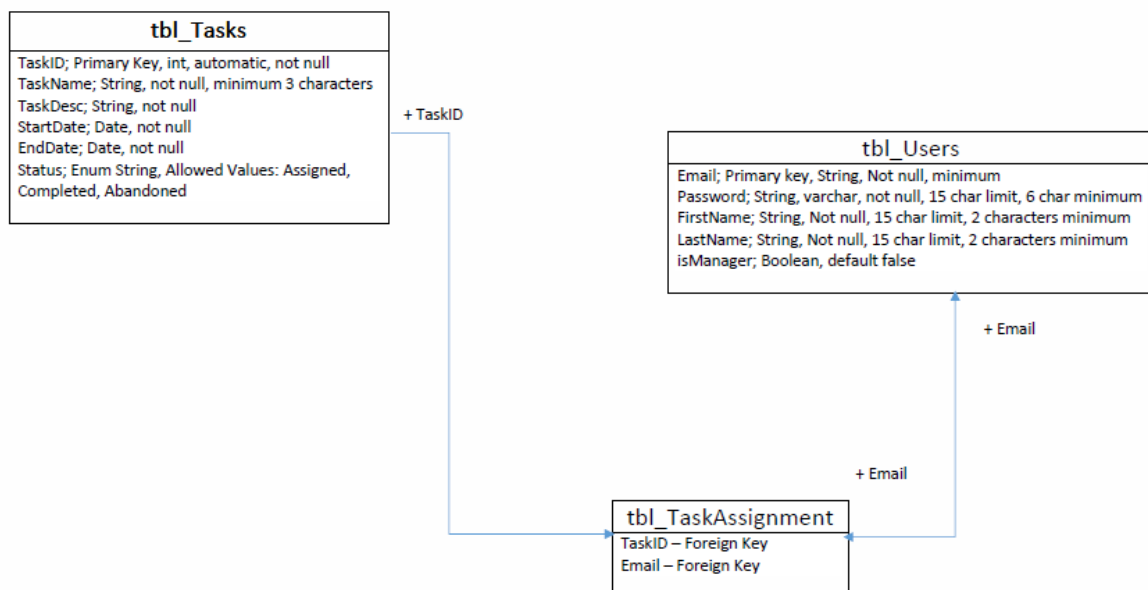 tbl_Tasks
TaskID; Primary Key, int, automatic, not null
TaskName; String, not null, minimum 3 characters
TaskDesc; String, not null
StartDate; Date, not null
EndDate; Date, not null
Status; Enum String, Allowed Values: Assigned,
Completed, Abandoned
+ TaskID
tbl_Users
Email; Primary key, String, Not null, minimum
Password; String, varchar, not null, 15 char limit, 6 char minimum
FirstName; String, Not null, 15 char limit, 2 characters minimum
LastName; String, Not null, 15 char limit, 2 characters minimum
isManager; Boolean, default false
+ Email
+ Email
tbl_TaskAssignment
TaskID – Foreign Key
Email – Foreign Key